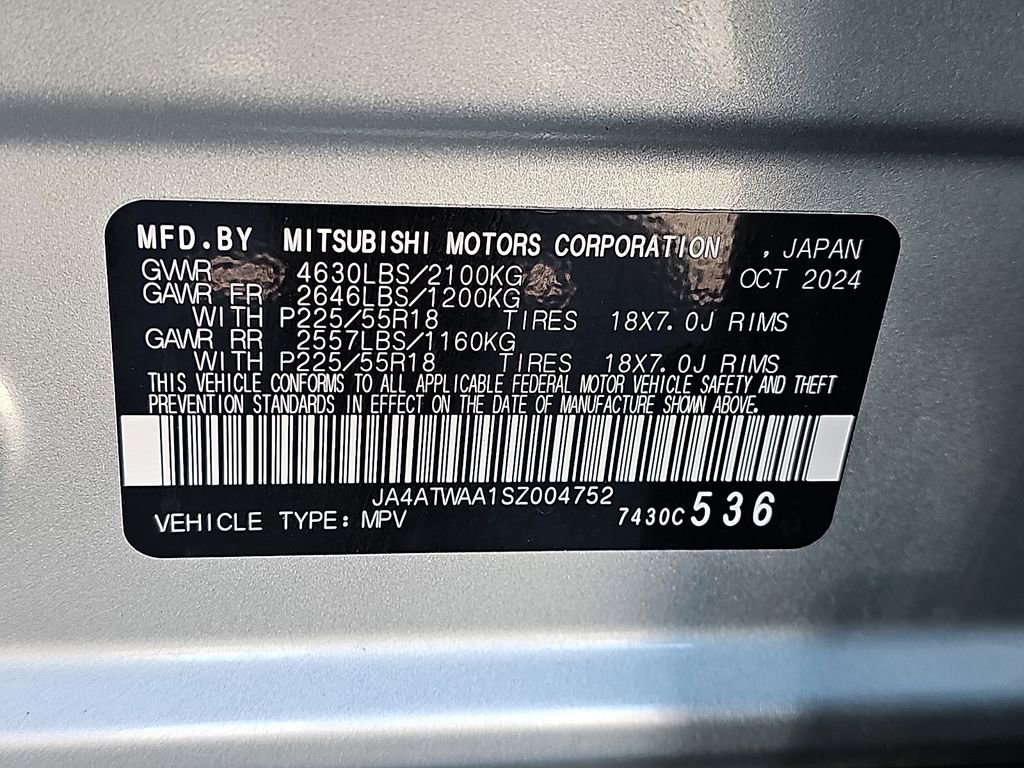 MFD.BY MITSUBISHI MOTORS CORPORATION , JAPAN
GVWR 4630LBS/2100KG OCT 2024
GAWR FR 2646LBS/1200KG
WITH P225/55R18 TIRES 18X7.0J RIMS
GAWR RR 2557LBS/1160KG
WITH P225/55R18 TIRES 18X7.0J RIMS
THIS VEHICLE CONFORMS TO ALL APPLICABLE FEDERAL MOTOR VEHICLE SAFETY AND THEFT
PREVENTION STANDARDS IN EFFECT ON THE DATE OF MANUFACTURE SHOWN ABOVE.
JA4ATWAA1SZ004752
VEHICLE TYPE: MPV 7430C 536